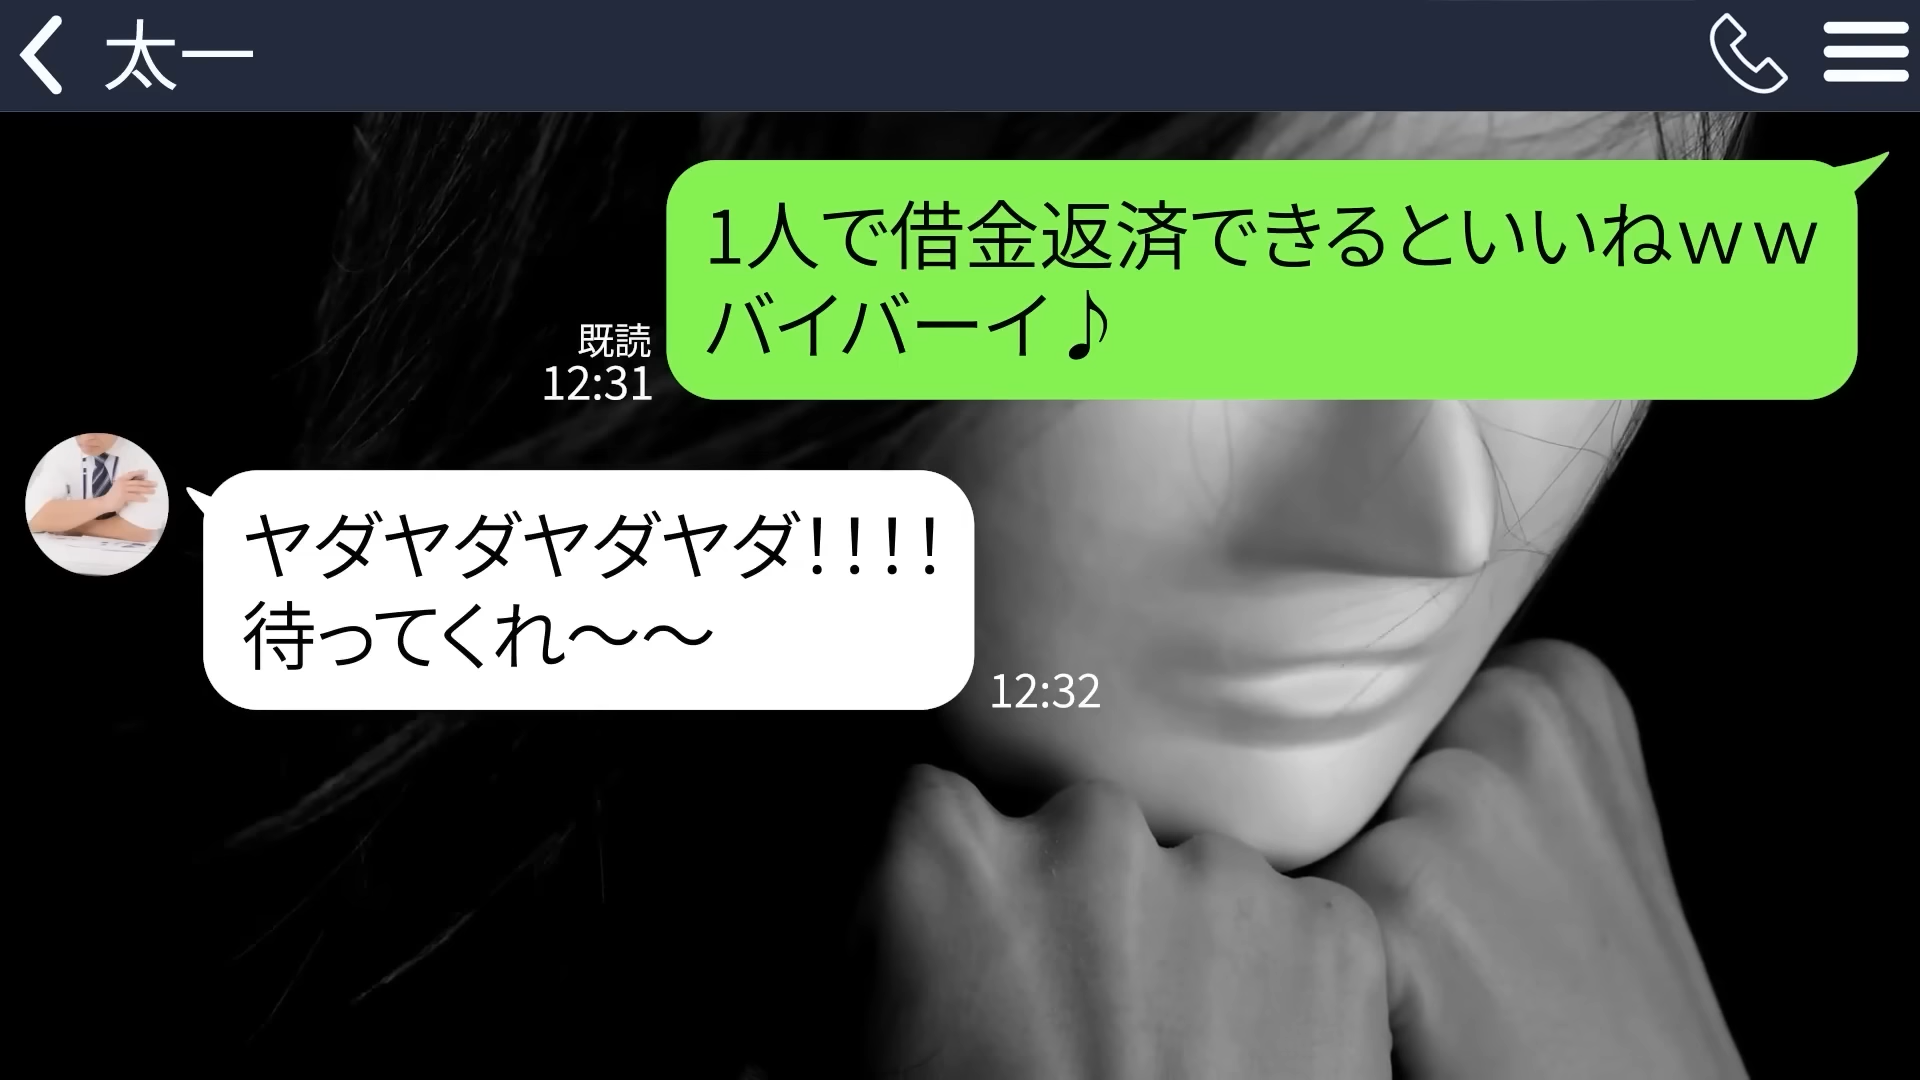 太一
1人で借金返済できるといいねｗｗ
バイバーイ♪
既読
12:31
ヤダヤダヤダヤダ！！！！
待ってくれ～～
12:32